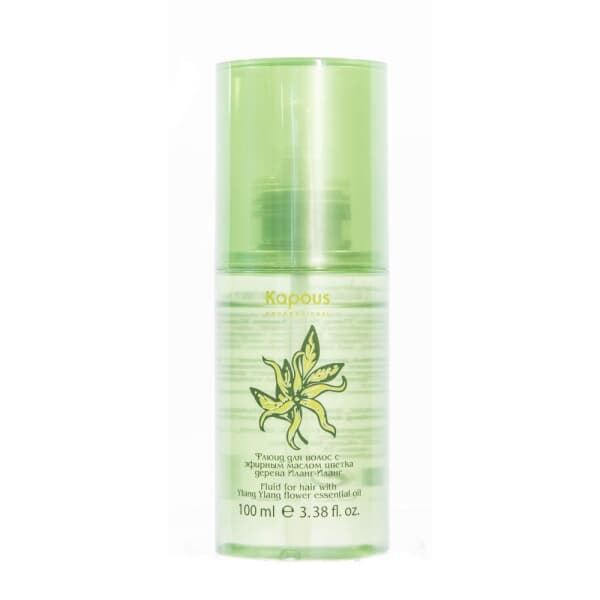 Kapous
PROFESSIONAL
Флюид для волос с
эфирным маслом цветка
дерева Иланг-Иланг
Fluid for hair with
Ylang Ylang flower essential oil
100 ml ℮ 3.38 fl. oz.